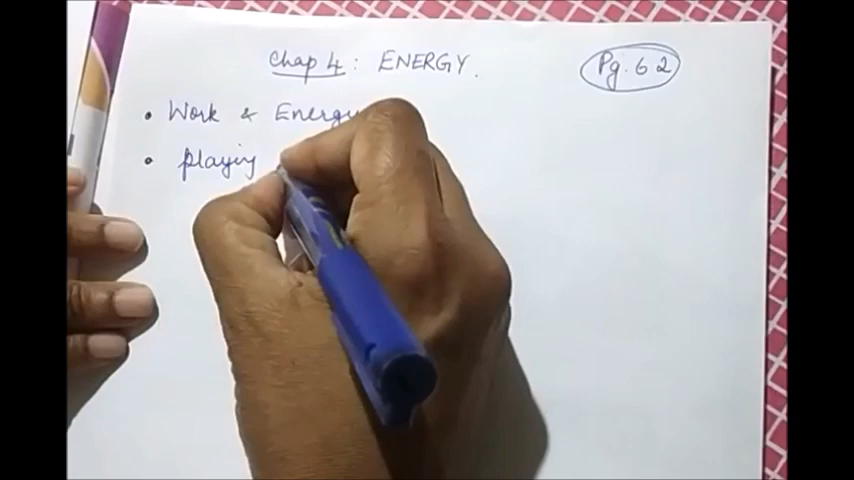 Chap 4 : ENERGY.
Pg. 62
• Work & Energy
• playing